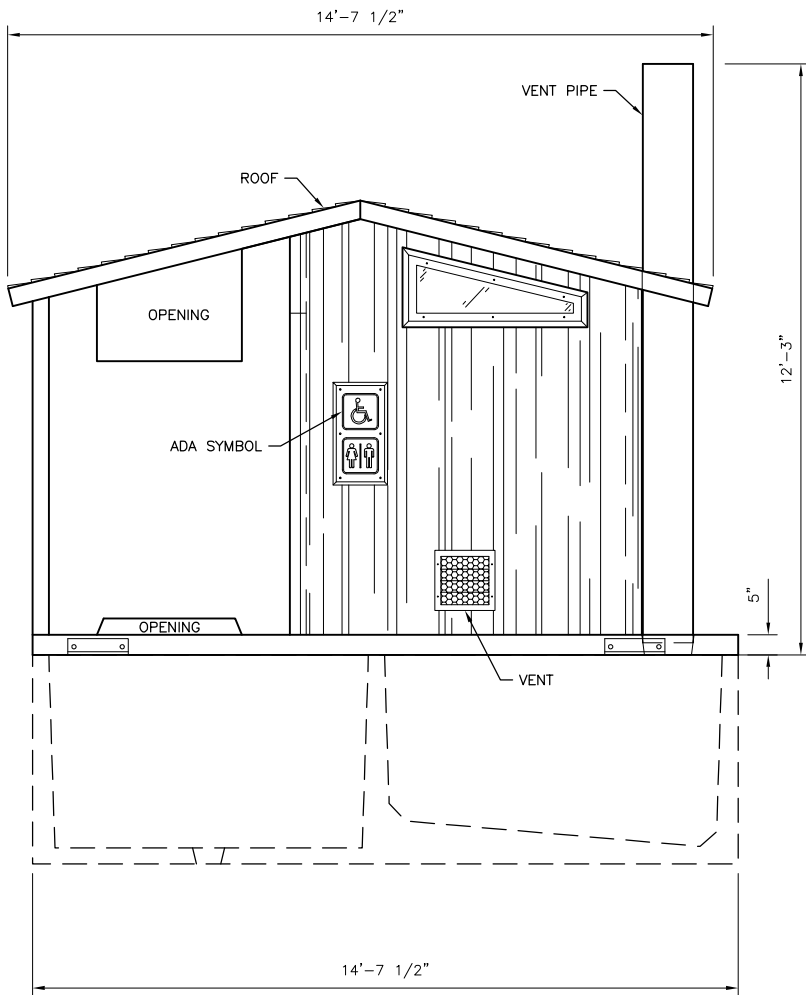 14'-7 1/2"
VENT PIPE
ROOF
OPENING
12'-3"
ADA SYMBOL
5"
OPENING
VENT
14'-7 1/2"